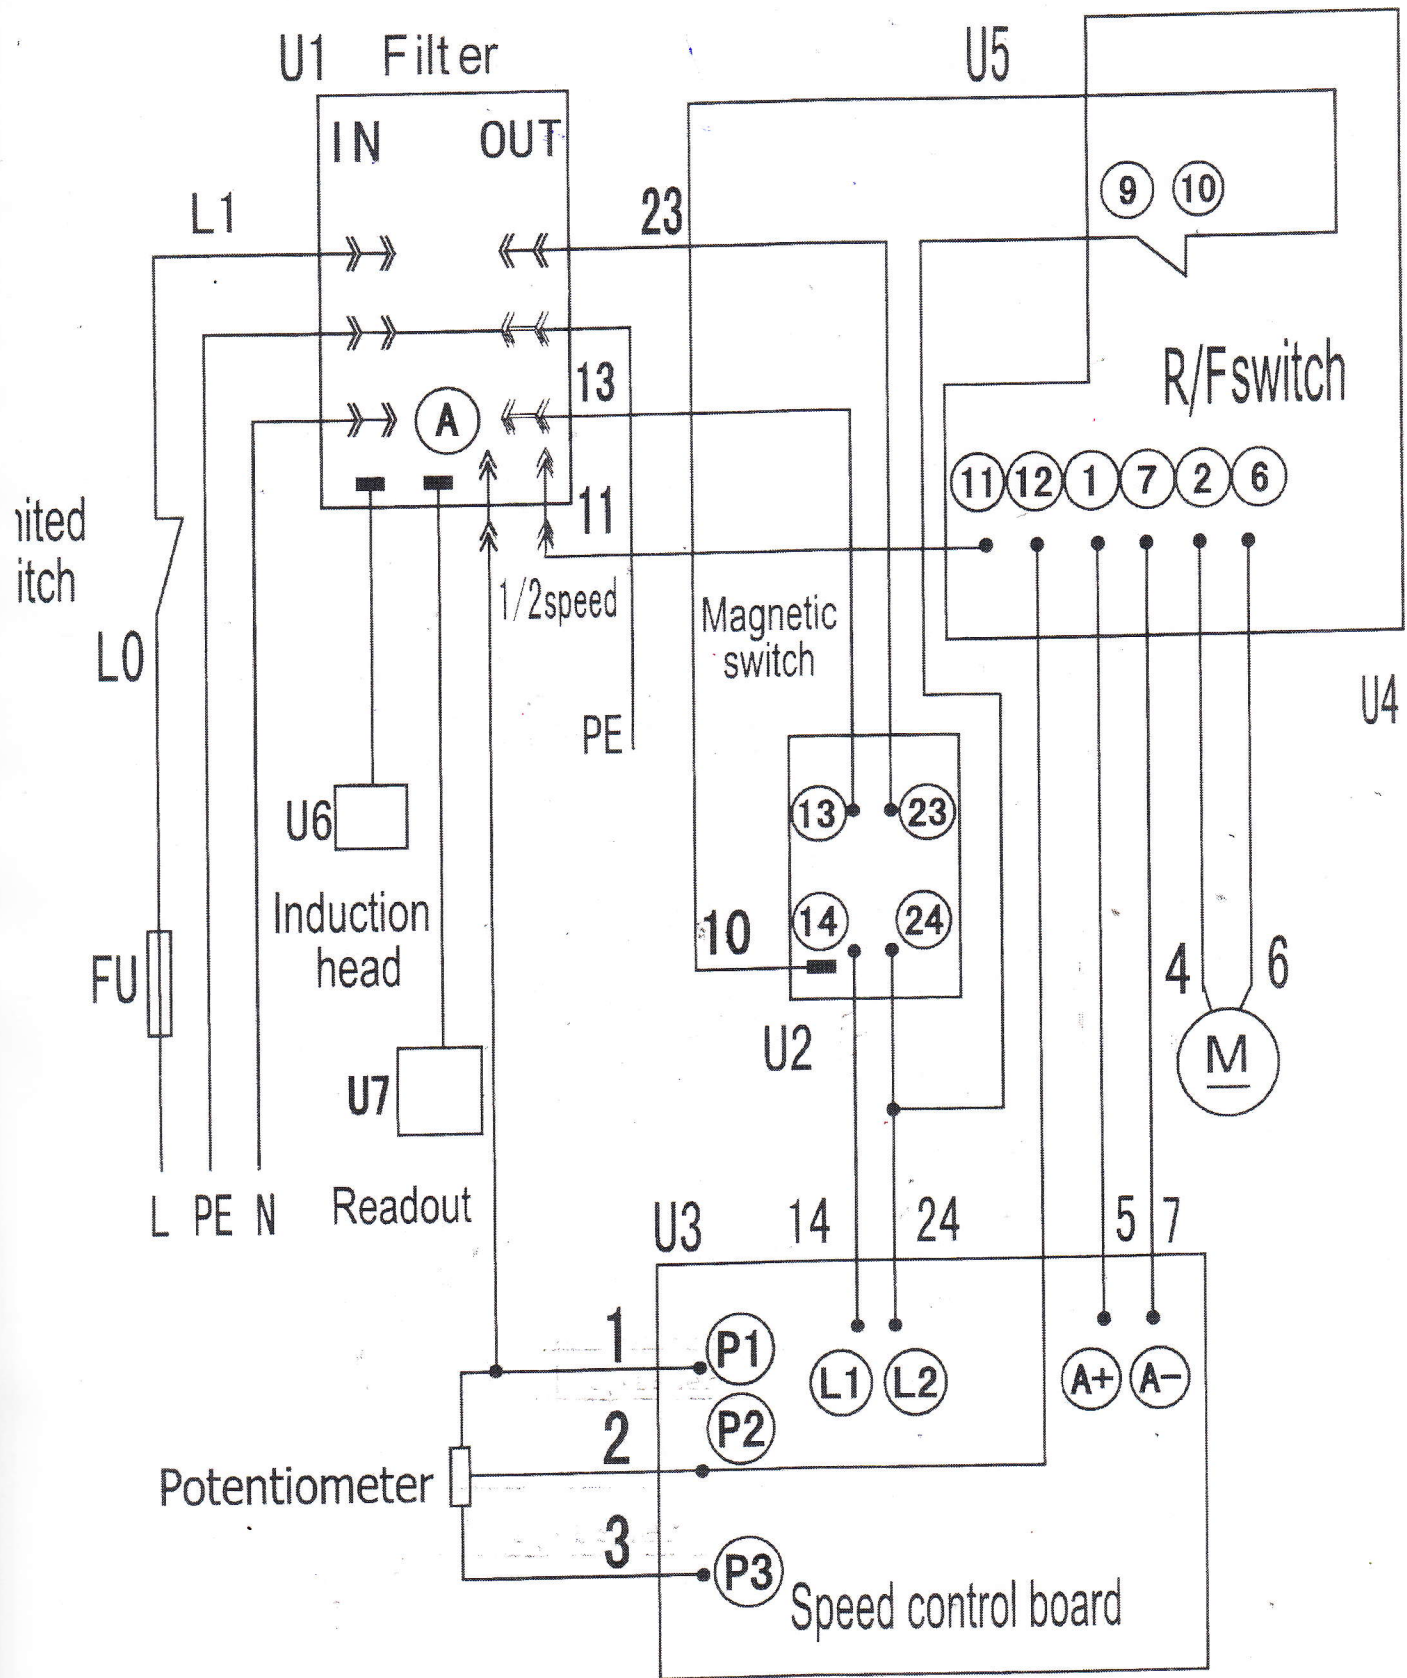 U1 Filter
U5
IN OUT
L1
23
9 10
R/Fswitch
13
A
11 12 1 7 2 6
11
nited
itch
1/2speed
Magnetic
switch
L0
U4
PE
U6
13 23
14 24
10
Induction
head
4 6
FU
U2
M
U7
L PE N
Readout
U3 14 24 5 7
1
P1
L1 L2 A+ A-
2
P2
Potentiometer
3
P3
Speed control board